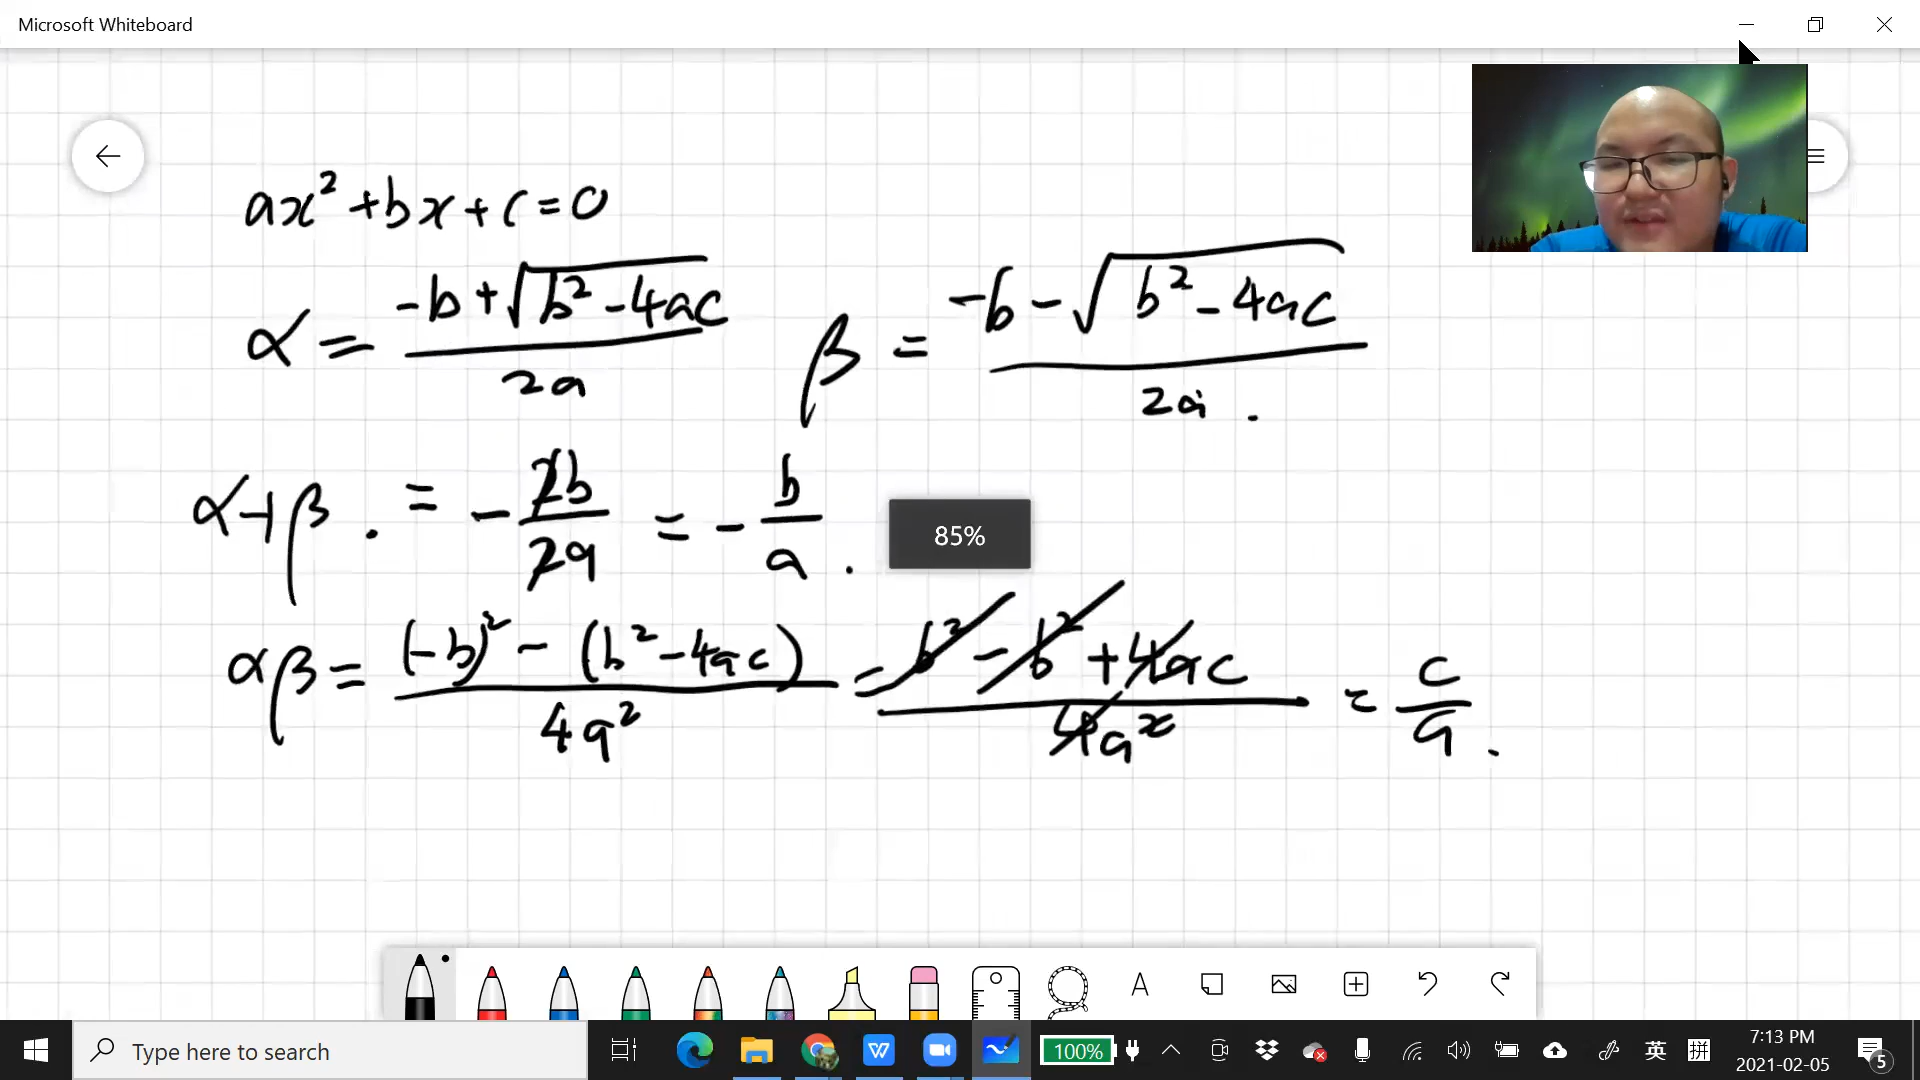 Microsoft Whiteboard
ax² + bx + c = 0
α = (-b + √(b² - 4ac)) / 2a    β = (-b - √(b² - 4ac)) / 2a .
α + β . = - 2b / 2a = - b / a .
85%
αβ = ((-b)² - (b² - 4ac)) / 4a² = (b² - b² + 4ac) / 4a² = c / a .
A
Type here to search
100%
英
拼
7:13 PM
2021-02-05
5